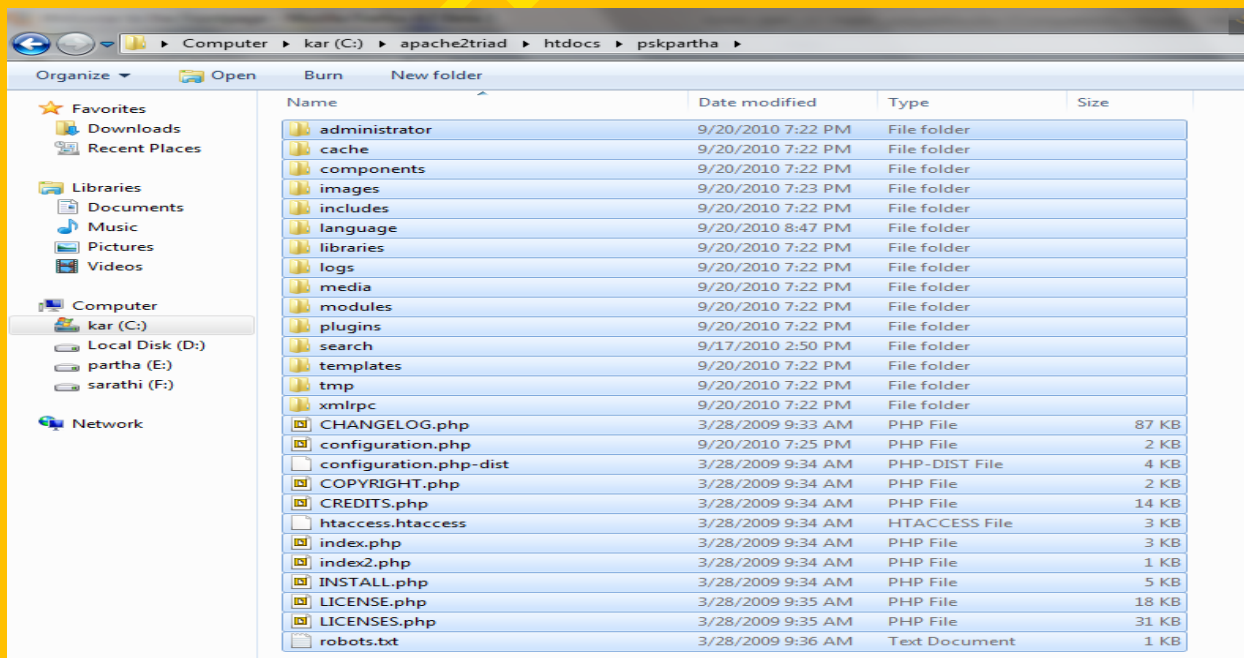 Computer ▸ kar (C:) ▸ apache2triad ▸ htdocs ▸ pskpartha ▸
Organize Open Burn New folder
Favorites
Downloads
Recent Places
Libraries
Documents
Music
Pictures
Videos
Computer
kar (C:)
Local Disk (D:)
partha (E:)
sarathi (F:)
Network
Name Date modified Type Size
administrator 9/20/2010 7:22 PM File folder
cache 9/20/2010 7:22 PM File folder
components 9/20/2010 7:22 PM File folder
images 9/20/2010 7:23 PM File folder
includes 9/20/2010 7:22 PM File folder
language 9/20/2010 8:47 PM File folder
libraries 9/20/2010 7:22 PM File folder
logs 9/20/2010 7:22 PM File folder
media 9/20/2010 7:22 PM File folder
modules 9/20/2010 7:22 PM File folder
plugins 9/20/2010 7:22 PM File folder
search 9/17/2010 2:50 PM File folder
templates 9/20/2010 7:22 PM File folder
tmp 9/20/2010 7:22 PM File folder
xmlrpc 9/20/2010 7:22 PM File folder
CHANGELOG.php 3/28/2009 9:33 AM PHP File 87 KB
configuration.php 9/20/2010 7:25 PM PHP File 2 KB
configuration.php-dist 3/28/2009 9:34 AM PHP-DIST File 4 KB
COPYRIGHT.php 3/28/2009 9:34 AM PHP File 2 KB
CREDITS.php 3/28/2009 9:34 AM PHP File 14 KB
htaccess.htaccess 3/28/2009 9:34 AM HTACCESS File 3 KB
index.php 3/28/2009 9:34 AM PHP File 3 KB
index2.php 3/28/2009 9:34 AM PHP File 1 KB
INSTALL.php 3/28/2009 9:34 AM PHP File 5 KB
LICENSE.php 3/28/2009 9:35 AM PHP File 18 KB
LICENSES.php 3/28/2009 9:35 AM PHP File 31 KB
robots.txt 3/28/2009 9:36 AM Text Document 1 KB